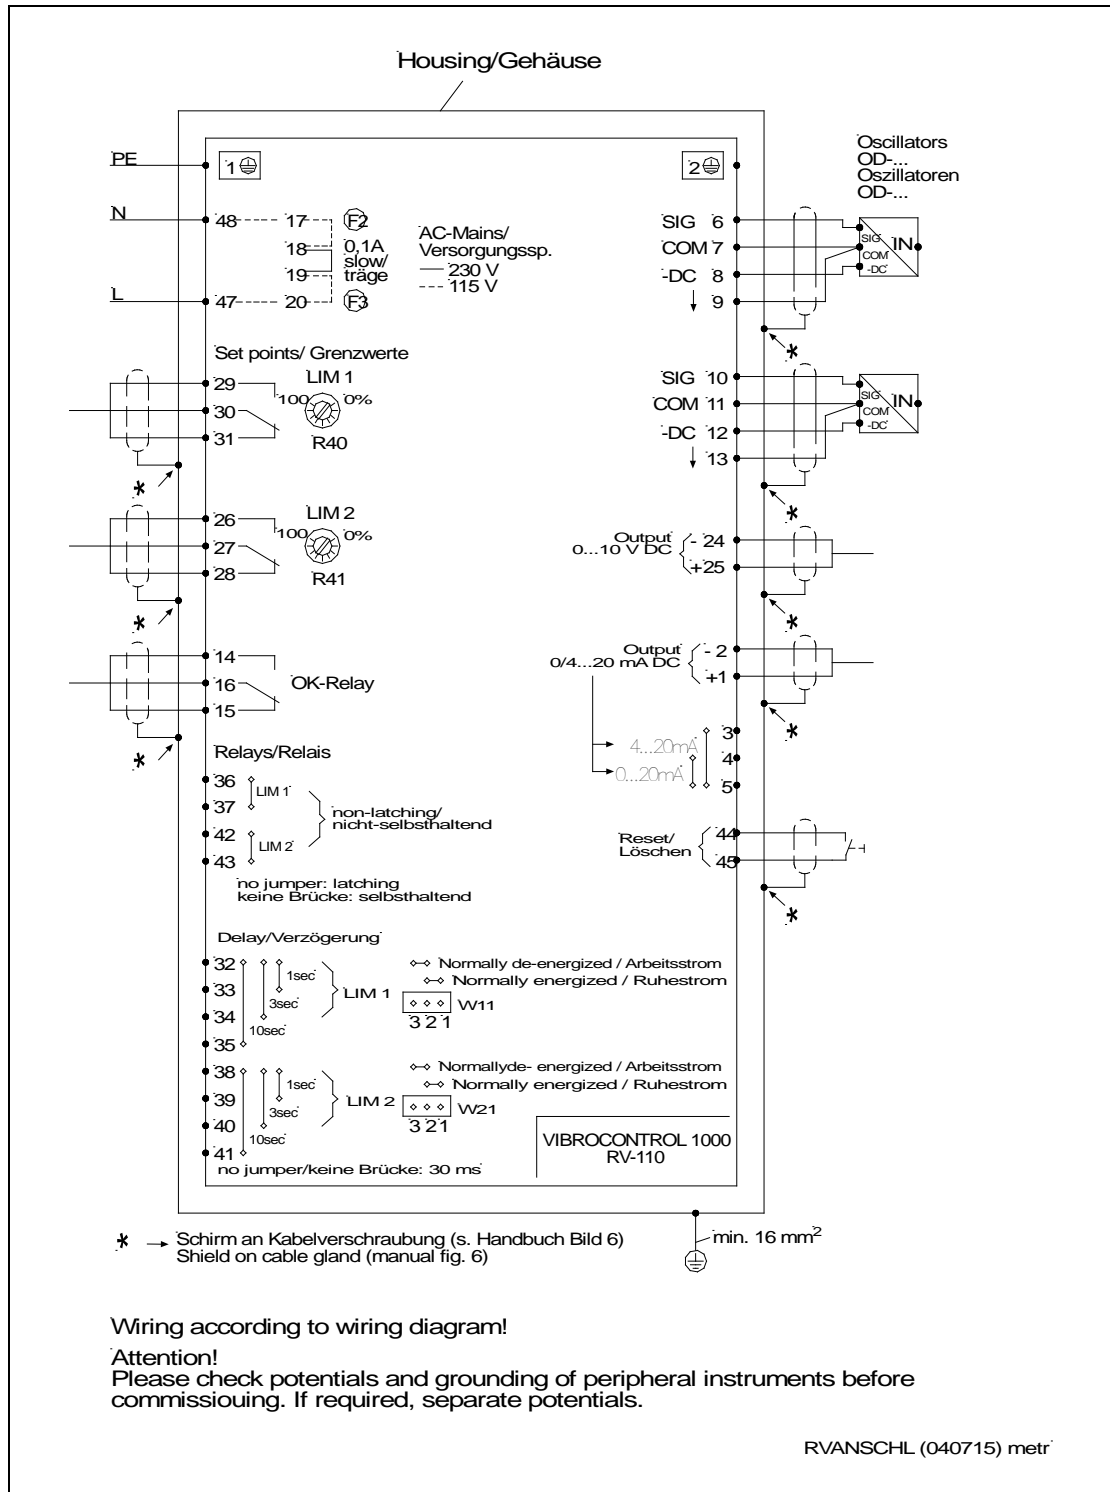 Housing/Gehäuse
PE
1
2
Oscillators
OD-...
Oszillatoren
OD-...
N
48 17 F2
18 0,1A
slow/
19 träge
L
47 20 F3
AC-Mains/
Versorgungssp.
230 V
115 V
SIG 6
COM 7
-DC 8
9
SIG
COM
-DC
IN
*
Set points/ Grenzwerte
29 LIM 1
100 0%
30
31 R40
*
SIG 10
COM 11
-DC 12
13
SIG
COM
-DC
IN
*
26 LIM 2
100 0%
27
28 R41
*
Output
0...10 V DC
- 24
+25
*
14
16 OK-Relay
15
*
Output
0/4...20 mA DC
- 2
+1
*
4...20mA
0...20mA
3
4
5
Relays/Relais
36
LIM 1
37
42
LIM 2
43
non-latching/
nicht-selbsthaltend
no jumper: latching
keine Brücke: selbsthaltend
Reset/
Löschen
44
45
*
Delay/Verzögerung
32
33
34
35
1sec
3sec
10sec
LIM 1
Normally de-energized / Arbeitsstrom
Normally energized / Ruhestrom
W11
3 2 1
38
39
40
41
1sec
3sec
10sec
LIM 2
Normallyde- energized / Arbeitsstrom
Normally energized / Ruhestrom
W21
3 2 1
no jumper/keine Brücke: 30 ms
VIBROCONTROL 1000
RV-110
* Schirm an Kabelverschraubung (s. Handbuch Bild 6)
Shield on cable gland (manual fig. 6)
min. 16 mm²
Wiring according to wiring diagram!
Attention!
Please check potentials and grounding of peripheral instruments before
commissiouing. If required, separate potentials.
RVANSCHL (040715) metr